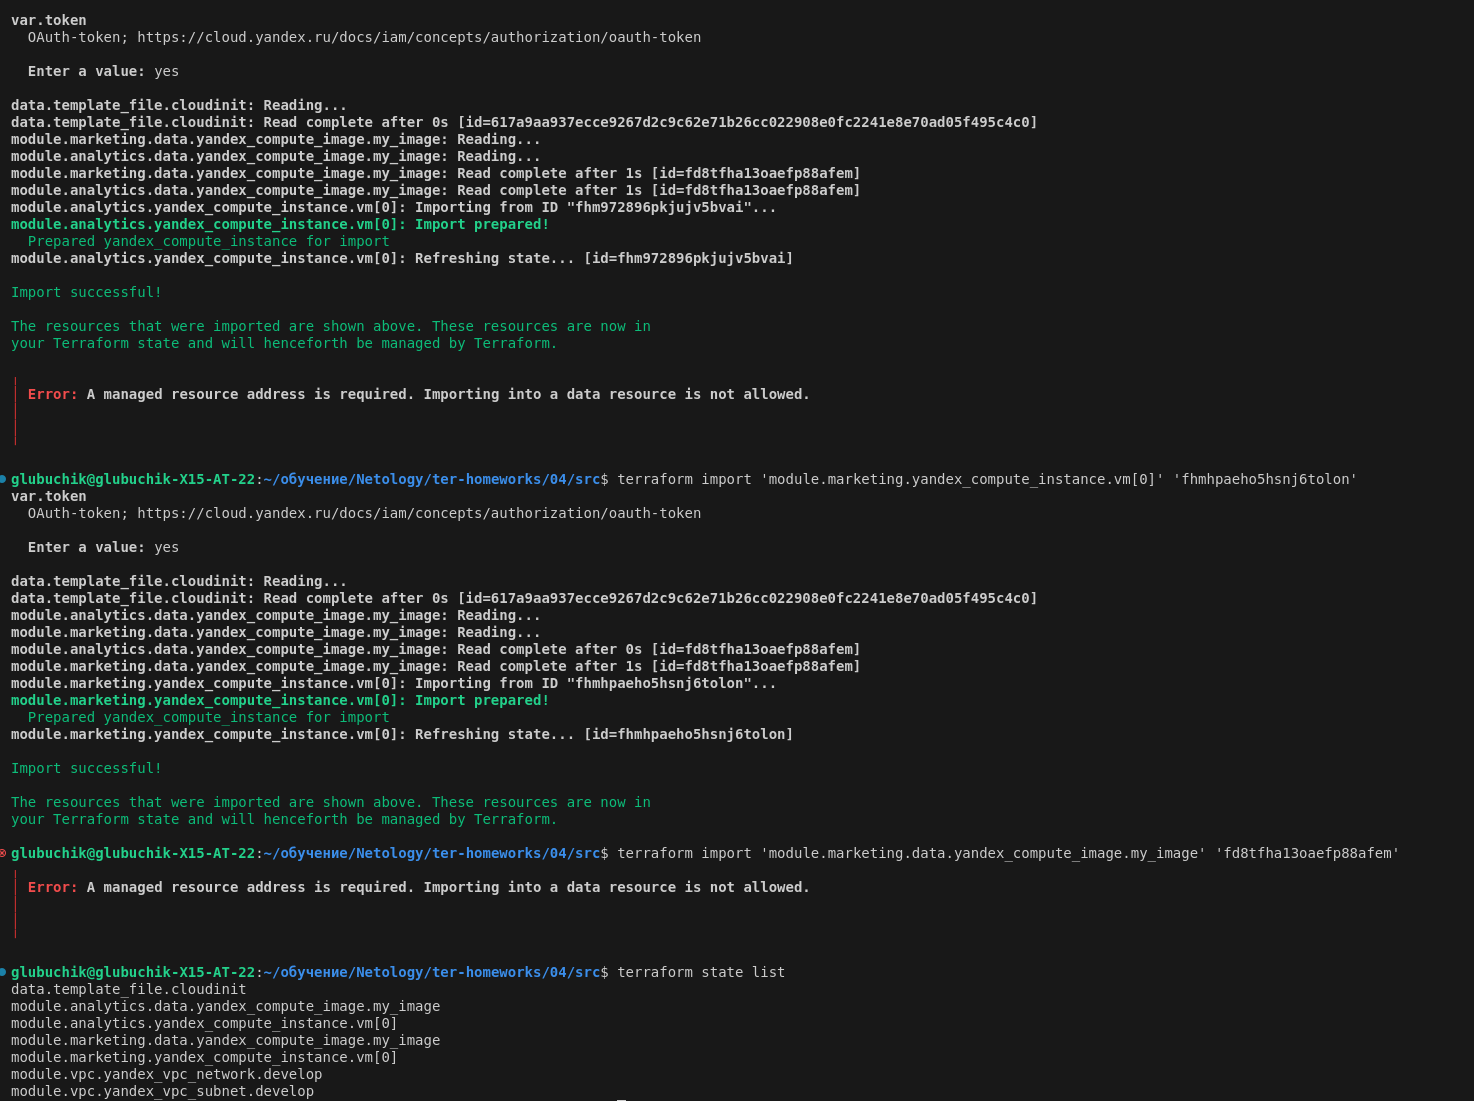 var.token
  OAuth-token; https://cloud.yandex.ru/docs/iam/concepts/authorization/oauth-token
  Enter a value: yes
data.template_file.cloudinit: Reading...
data.template_file.cloudinit: Read complete after 0s [id=617a9aa937ecce9267d2c9c62e71b26cc022908e0fc2241e8e70ad05f495c4c0]
module.marketing.data.yandex_compute_image.my_image: Reading...
module.analytics.data.yandex_compute_image.my_image: Reading...
module.marketing.data.yandex_compute_image.my_image: Read complete after 1s [id=fd8tfha13oaefp88afem]
module.analytics.data.yandex_compute_image.my_image: Read complete after 1s [id=fd8tfha13oaefp88afem]
module.analytics.yandex_compute_instance.vm[0]: Importing from ID "fhm972896pkjujv5bvai"...
module.analytics.yandex_compute_instance.vm[0]: Import prepared!
  Prepared yandex_compute_instance for import
module.analytics.yandex_compute_instance.vm[0]: Refreshing state... [id=fhm972896pkjujv5bvai]
Import successful!
The resources that were imported are shown above. These resources are now in
your Terraform state and will henceforth be managed by Terraform.
Error: A managed resource address is required. Importing into a data resource is not allowed.
glubuchik@glubuchik-X15-AT-22:~/обучение/Netology/ter-homeworks/04/src$ terraform import 'module.marketing.yandex_compute_instance.vm[0]' 'fhmhpaeho5hsnj6tolon'
var.token
  OAuth-token; https://cloud.yandex.ru/docs/iam/concepts/authorization/oauth-token
  Enter a value: yes
data.template_file.cloudinit: Reading...
data.template_file.cloudinit: Read complete after 0s [id=617a9aa937ecce9267d2c9c62e71b26cc022908e0fc2241e8e70ad05f495c4c0]
module.analytics.data.yandex_compute_image.my_image: Reading...
module.marketing.data.yandex_compute_image.my_image: Reading...
module.analytics.data.yandex_compute_image.my_image: Read complete after 0s [id=fd8tfha13oaefp88afem]
module.marketing.data.yandex_compute_image.my_image: Read complete after 1s [id=fd8tfha13oaefp88afem]
module.marketing.yandex_compute_instance.vm[0]: Importing from ID "fhmhpaeho5hsnj6tolon"...
module.marketing.yandex_compute_instance.vm[0]: Import prepared!
  Prepared yandex_compute_instance for import
module.marketing.yandex_compute_instance.vm[0]: Refreshing state... [id=fhmhpaeho5hsnj6tolon]
Import successful!
The resources that were imported are shown above. These resources are now in
your Terraform state and will henceforth be managed by Terraform.
glubuchik@glubuchik-X15-AT-22:~/обучение/Netology/ter-homeworks/04/src$ terraform import 'module.marketing.data.yandex_compute_image.my_image' 'fd8tfha13oaefp88afem'
Error: A managed resource address is required. Importing into a data resource is not allowed.
glubuchik@glubuchik-X15-AT-22:~/обучение/Netology/ter-homeworks/04/src$ terraform state list
data.template_file.cloudinit
module.analytics.data.yandex_compute_image.my_image
module.analytics.yandex_compute_instance.vm[0]
module.marketing.data.yandex_compute_image.my_image
module.marketing.yandex_compute_instance.vm[0]
module.vpc.yandex_vpc_network.develop
module.vpc.yandex_vpc_subnet.develop